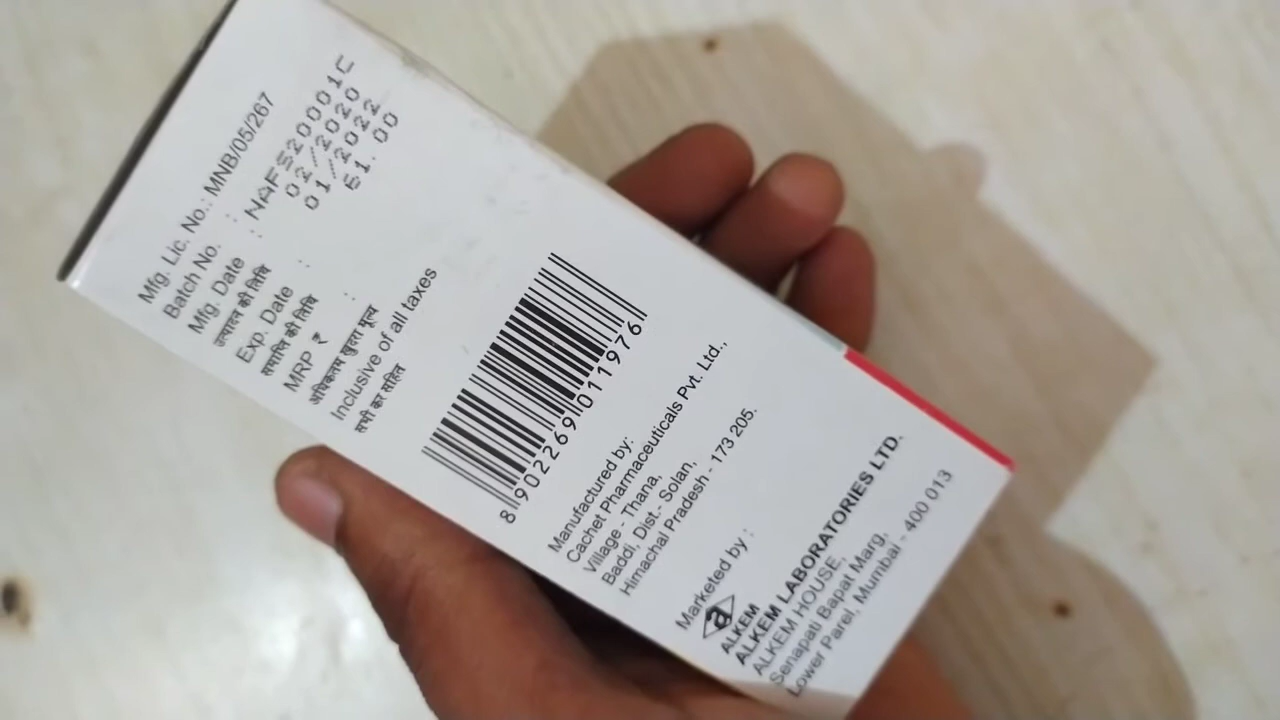 Mfg. Lic. No.: MNB/05/267
Batch No. : NAFS20001C
Mfg. Date : 02/2020
उत्पादन की तिथि
Exp. Date : 01/2022
समाप्ति की तिथि
MRP ₹ : 61.00
अधिकतम खुदरा मूल्य
Inclusive of all taxes
सभी कर सहित
8 902269 011976
Manufactured by:
Cachet Pharmaceuticals Pvt. Ltd.,
Village - Thana,
Baddi, Dist.- Solan,
Himachal Pradesh - 173 205.
Marketed by :
a
ALKEM
ALKEM LABORATORIES LTD.
ALKEM HOUSE,
Senapati Bapat Marg,
Lower Parel, Mumbai - 400 013